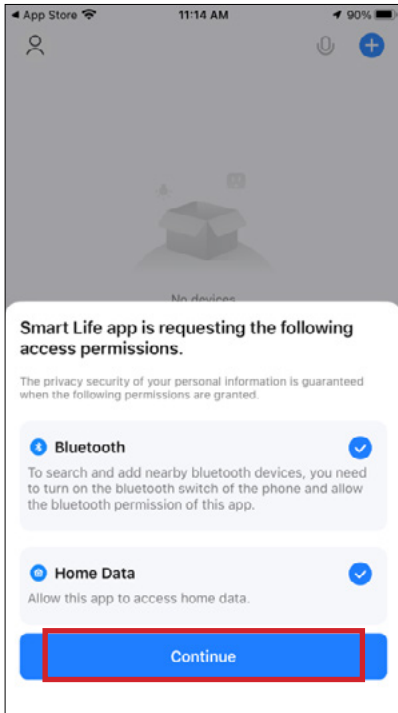 App Store
11:14 AM
90%
No devices
Smart Life app is requesting the following
access permissions.
The privacy security of your personal information is guaranteed
when the following permissions are granted.
Bluetooth
To search and add nearby bluetooth devices, you need
to turn on the bluetooth switch of the phone and allow
the bluetooth permission of this app.
Home Data
Allow this app to access home data.
Continue